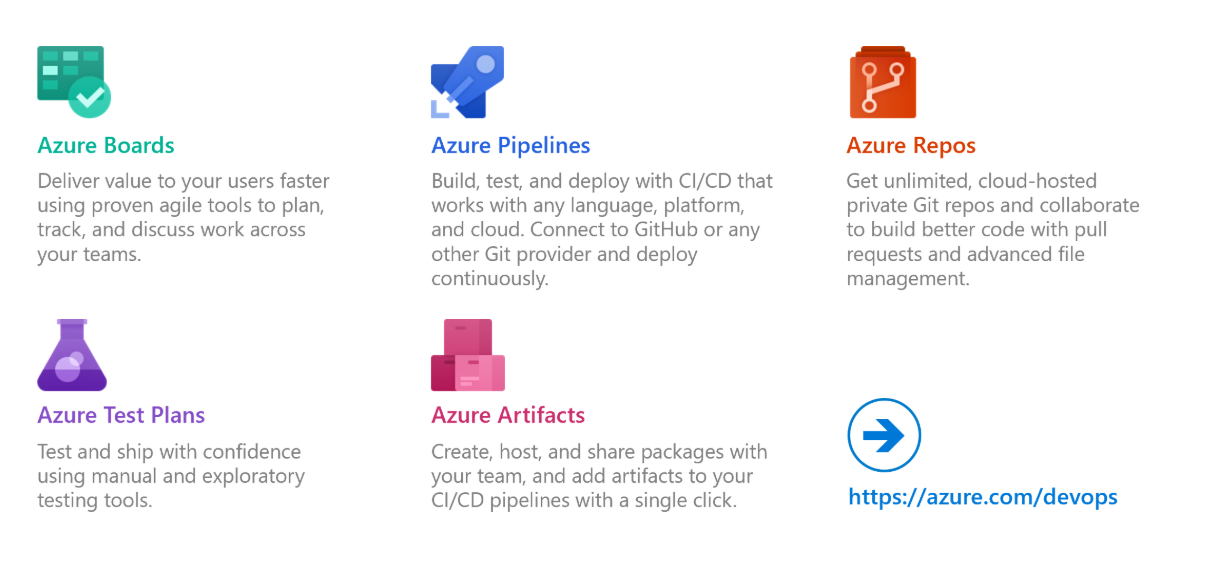 Azure Boards
Deliver value to your users faster
using proven agile tools to plan,
track, and discuss work across
your teams.
Azure Pipelines
Build, test, and deploy with CI/CD that
works with any language, platform,
and cloud. Connect to GitHub or any
other Git provider and deploy
continuously.
Azure Repos
Get unlimited, cloud-hosted
private Git repos and collaborate
to build better code with pull
requests and advanced file
management.
Azure Test Plans
Test and ship with confidence
using manual and exploratory
testing tools.
Azure Artifacts
Create, host, and share packages with
your team, and add artifacts to your
CI/CD pipelines with a single click.
https://azure.com/devops